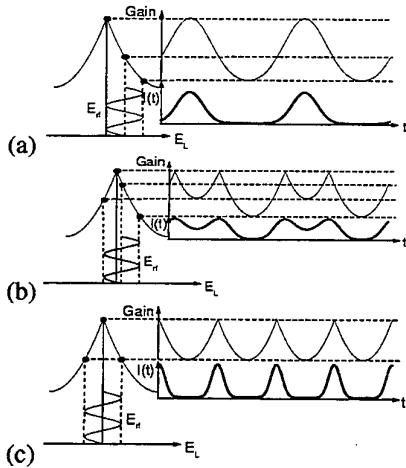 Gain
I(t)
E_rf
E_L
t
(a)
Gain
I(t)
E_rf
E_L
t
(b)
Gain
I(t)
E_rf
E_L
t
(c)